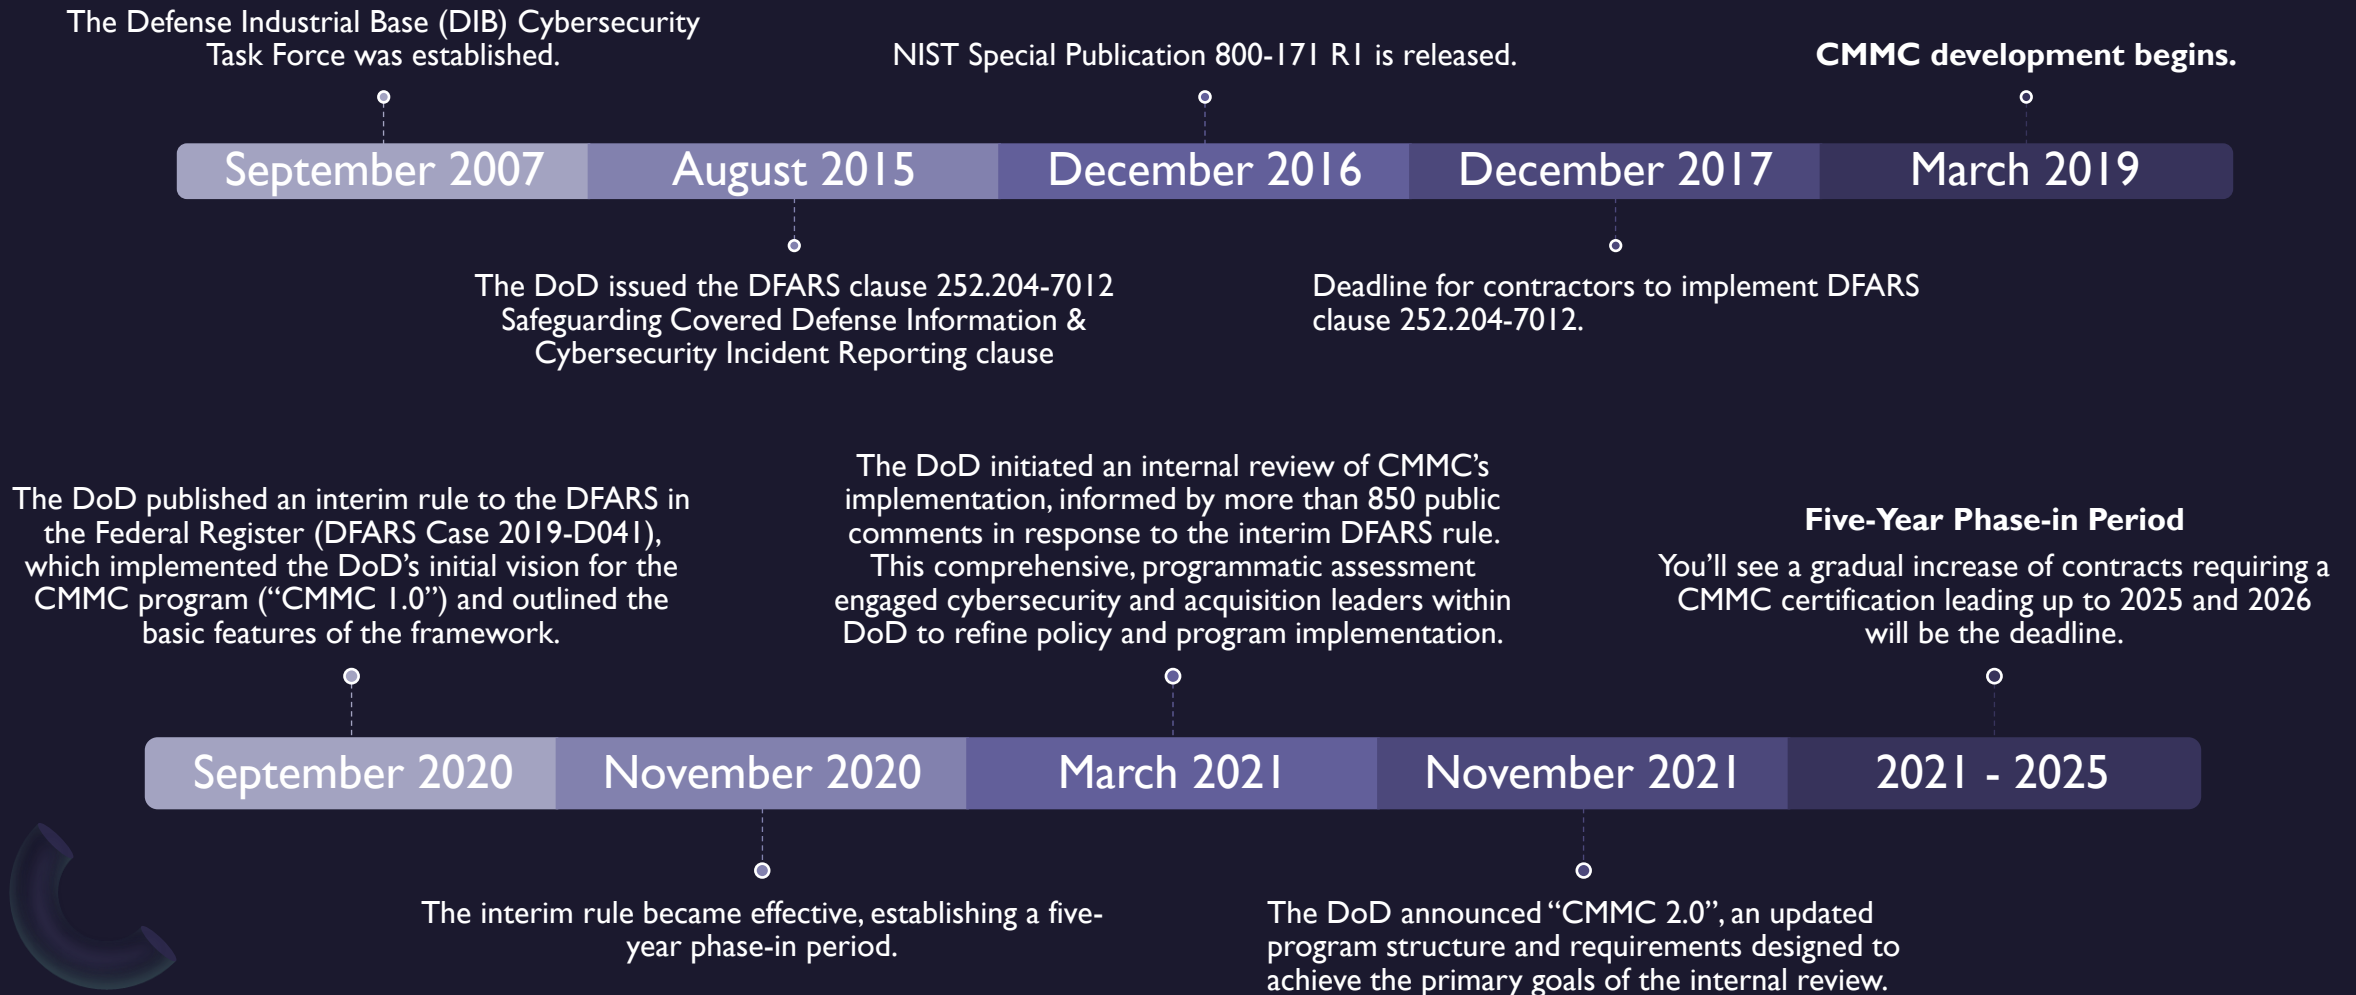 The Defense Industrial Base (DIB) Cybersecurity
Task Force was established.
NIST Special Publication 800-171 R1 is released.
CMMC development begins.
September 2007
August 2015
December 2016
December 2017
March 2019
The DoD issued the DFARS clause 252.204-7012
Safeguarding Covered Defense Information &
Cybersecurity Incident Reporting clause
Deadline for contractors to implement DFARS
clause 252.204-7012.
The DoD published an interim rule to the DFARS in
the Federal Register (DFARS Case 2019-D041),
which implemented the DoD’s initial vision for the
CMMC program (“CMMC 1.0”) and outlined the
basic features of the framework.
The DoD initiated an internal review of CMMC’s
implementation, informed by more than 850 public
comments in response to the interim DFARS rule.
This comprehensive, programmatic assessment
engaged cybersecurity and acquisition leaders within
DoD to refine policy and program implementation.
Five-Year Phase-in Period
You’ll see a gradual increase of contracts requiring a
CMMC certification leading up to 2025 and 2026
will be the deadline.
September 2020
November 2020
March 2021
November 2021
2021 - 2025
The interim rule became effective, establishing a five-
year phase-in period.
The DoD announced “CMMC 2.0”, an updated
program structure and requirements designed to
achieve the primary goals of the internal review.